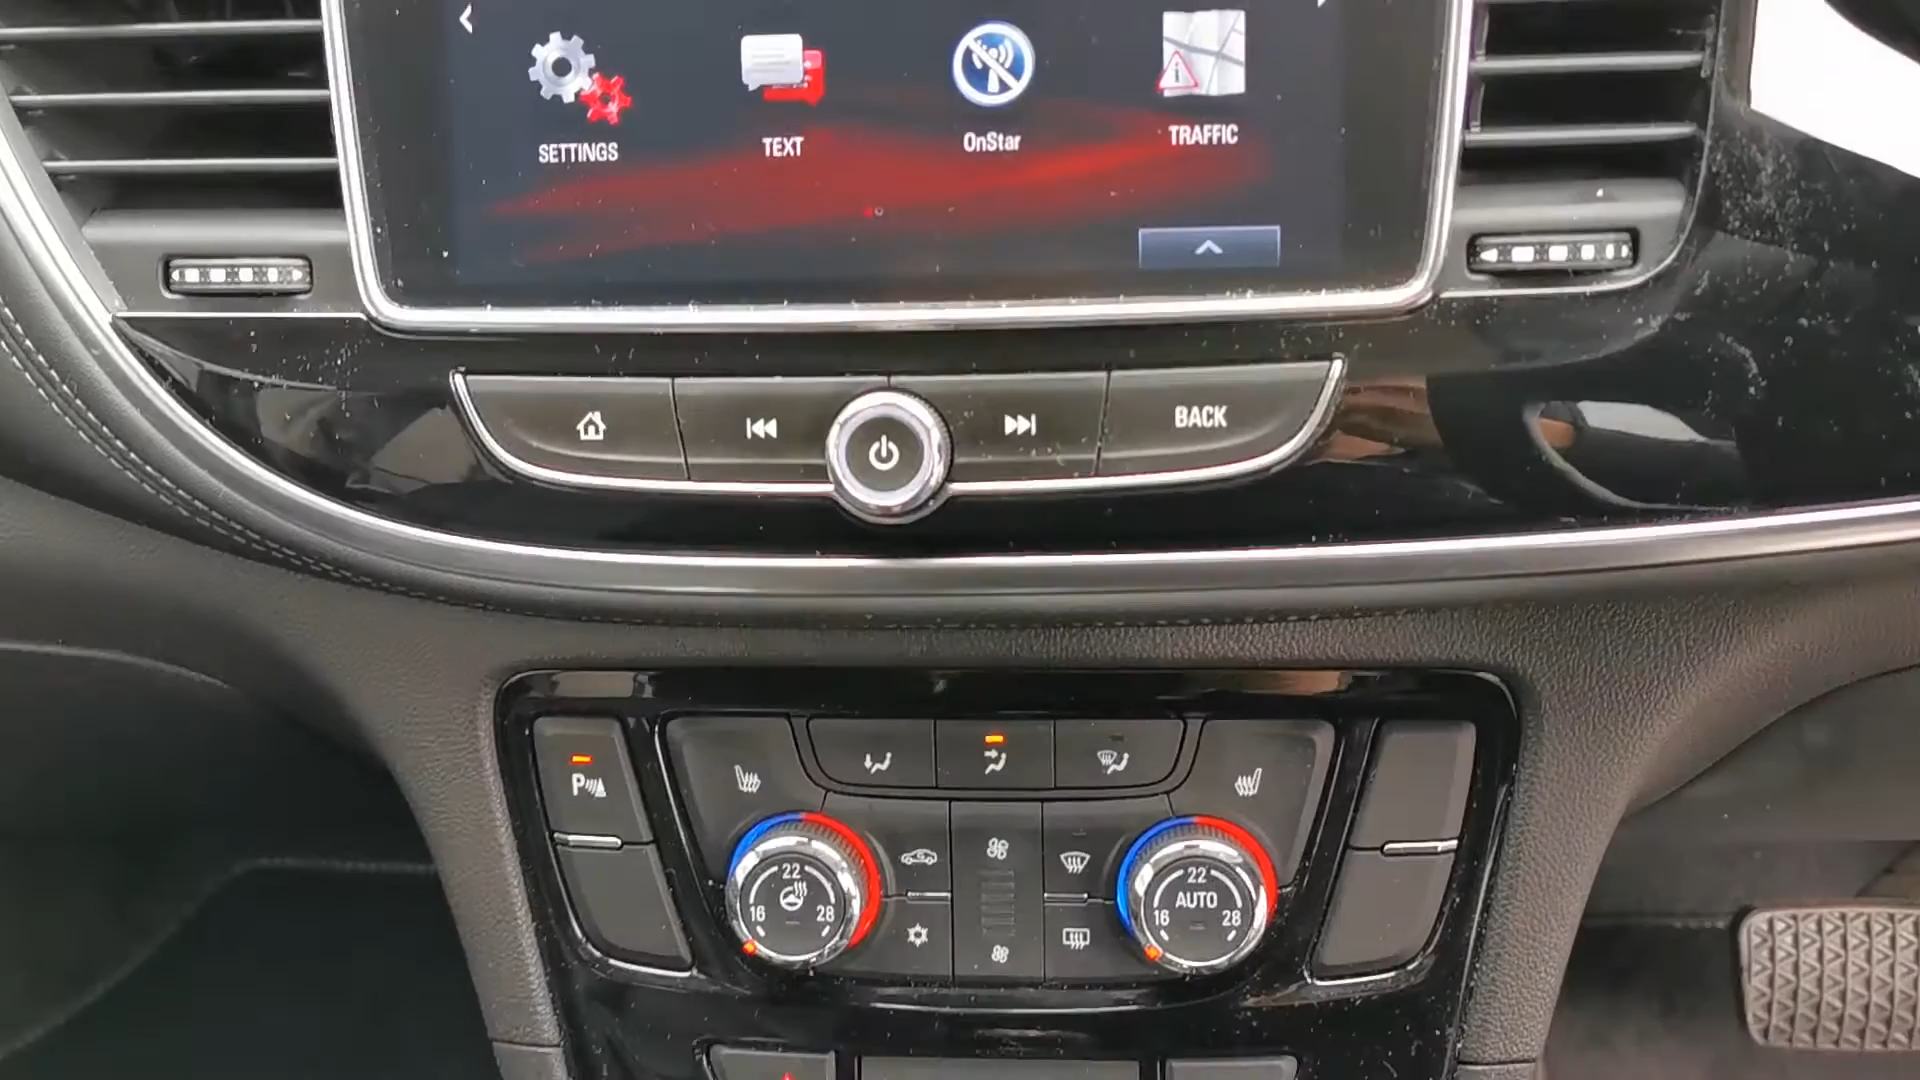 SETTINGS
TEXT
OnStar
TRAFFIC
BACK
P
22
16
28
22
AUTO
16
28